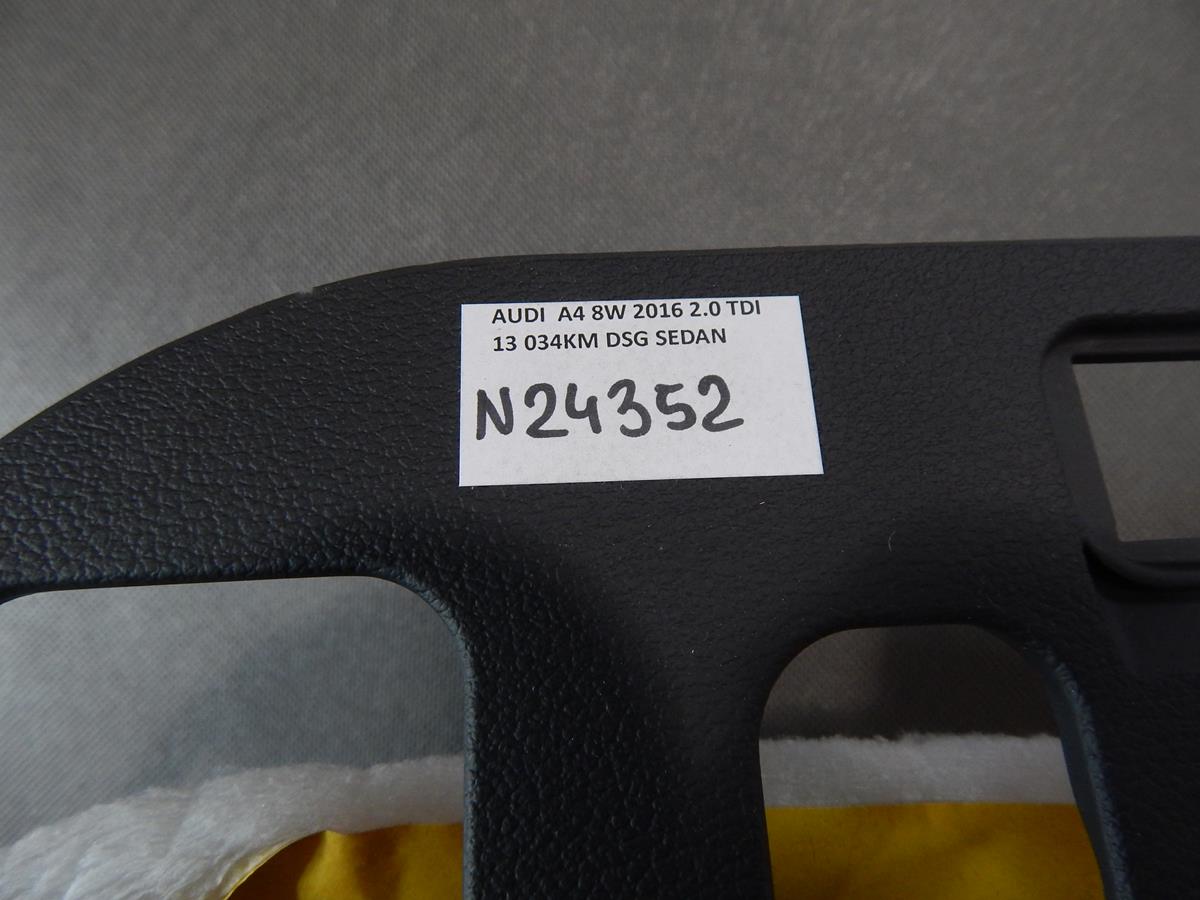 AUDI A4 8W 2016 2.0 TDI
13 034KM DSG SEDAN
N24352